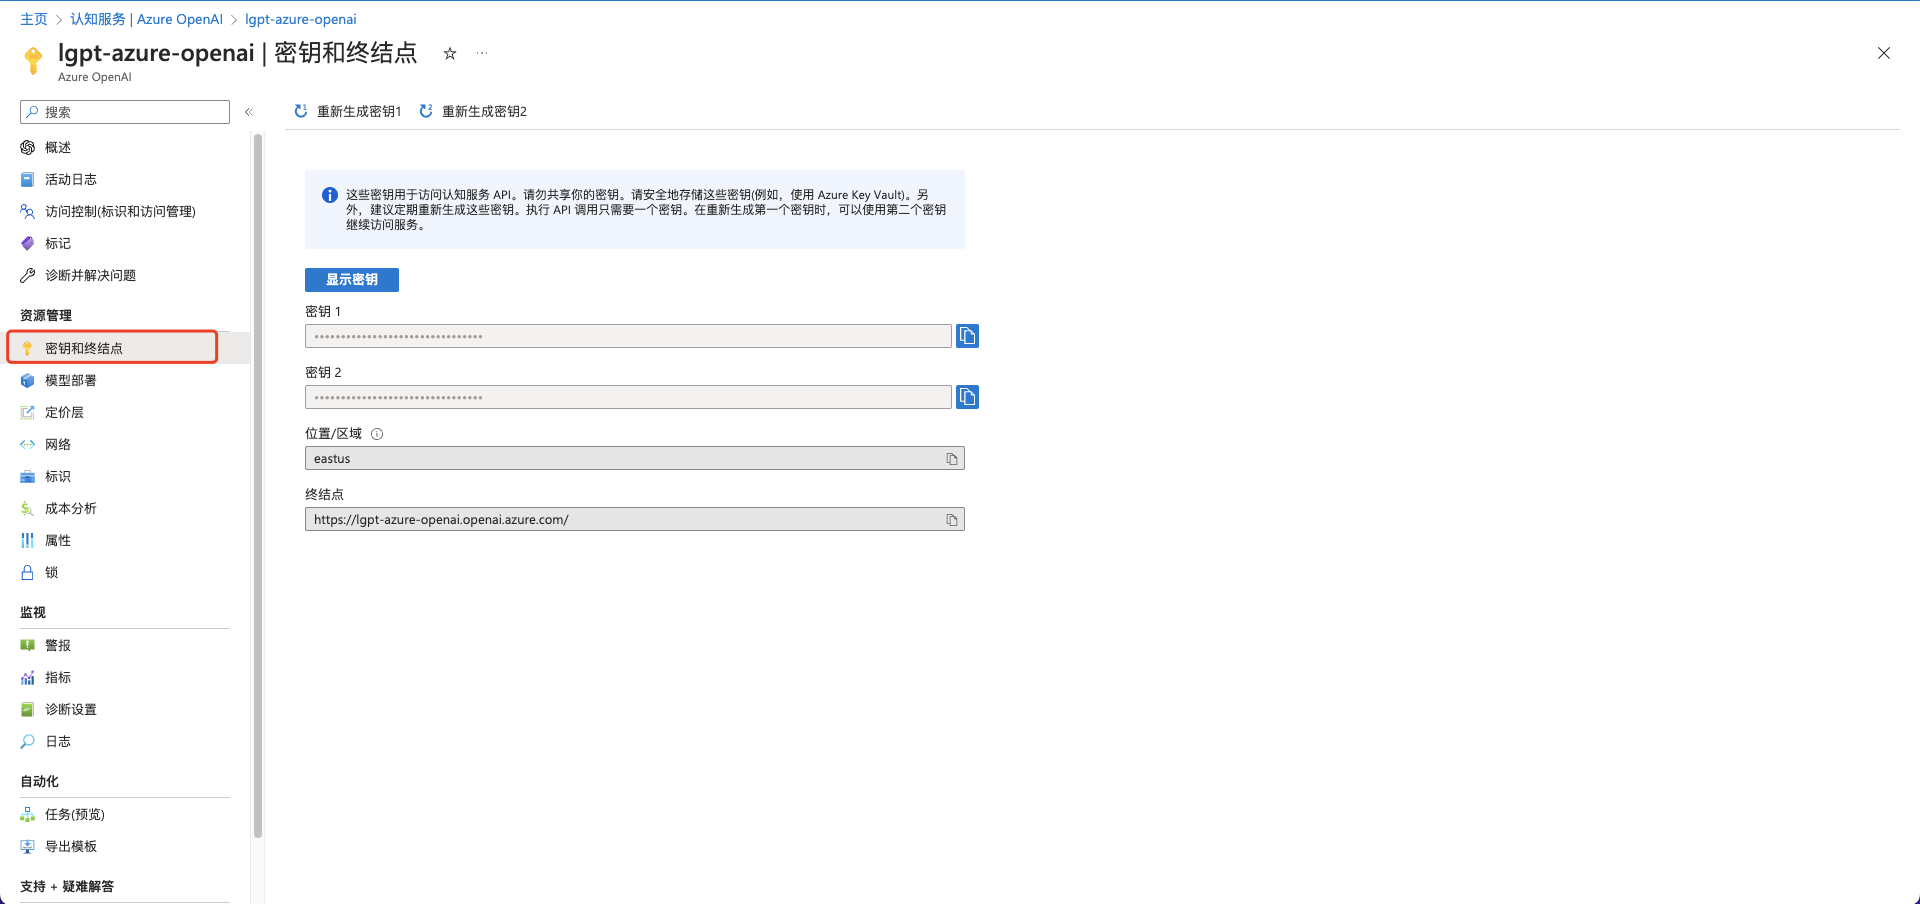 主页 > 认知服务 | Azure OpenAI > lgpt-azure-openai
lgpt-azure-openai | 密钥和终结点
Azure OpenAI
搜索
重新生成密钥1 重新生成密钥2
概述
活动日志
访问控制(标识和访问管理)
标记
诊断并解决问题
资源管理
密钥和终结点
模型部署
定价层
网络
标识
成本分析
属性
锁
监视
警报
指标
诊断设置
日志
自动化
任务(预览)
导出模板
支持 + 疑难解答
这些密钥用于访问认知服务 API。请勿共享你的密钥。请安全地存储这些密钥(例如，使用 Azure Key Vault)。另
外，建议定期重新生成这些密钥。执行 API 调用只需要一个密钥。在重新生成第一个密钥时，可以使用第二个密钥
继续访问服务。
显示密钥
密钥 1
密钥 2
位置/区域
eastus
终结点
https://lgpt-azure-openai.openai.azure.com/